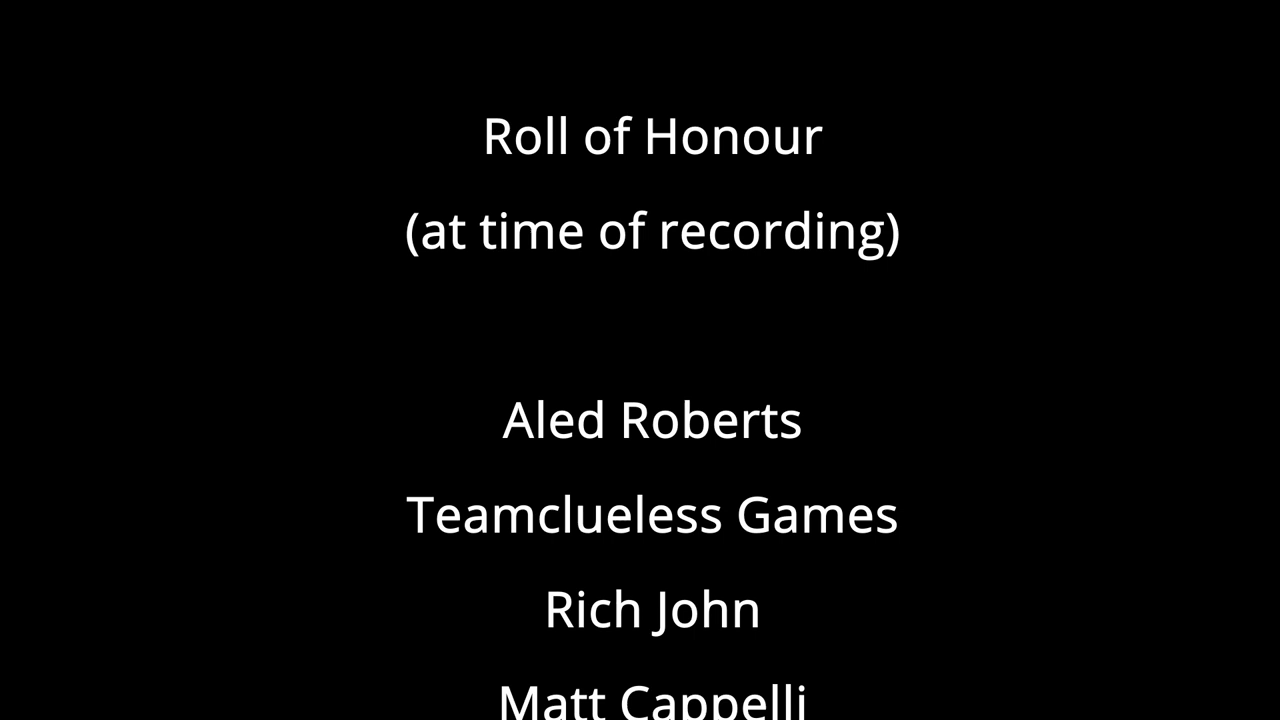 Roll of Honour
(at time of recording)
Aled Roberts
Teamclueless Games
Rich John
Matt Cappelli